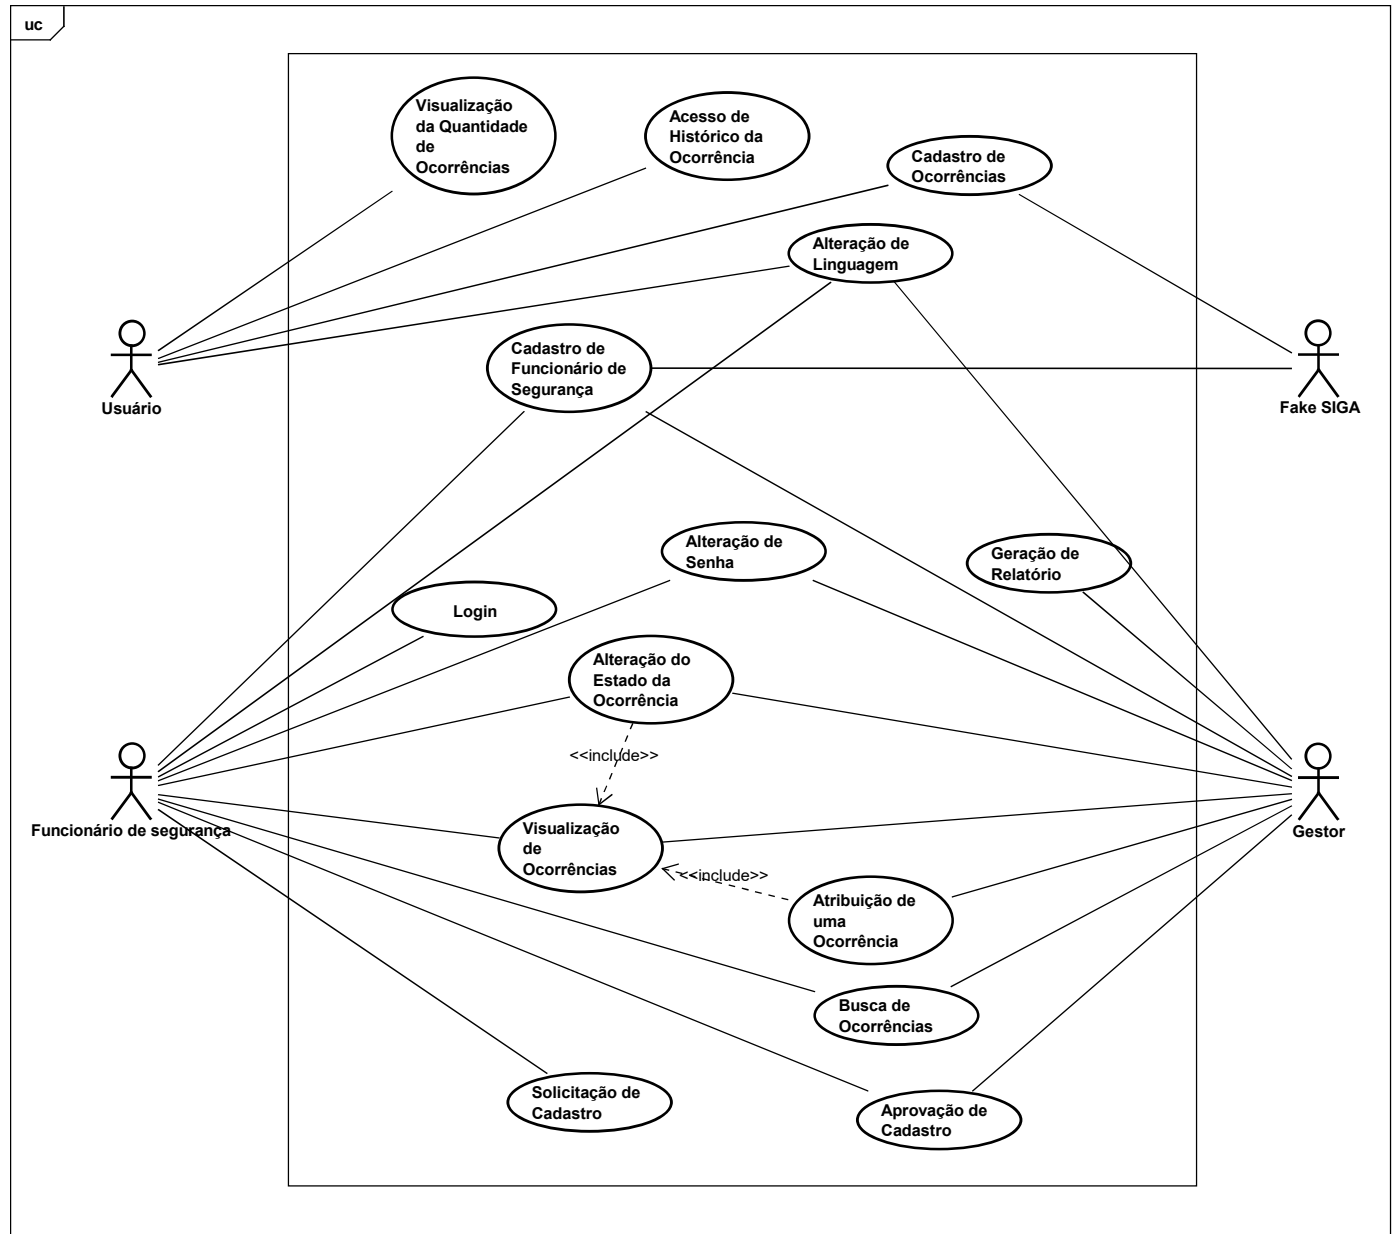 uc
Visualização
da Quantidade
de
Ocorrências
Acesso de
Histórico da
Ocorrência
Cadastro de
Ocorrências
Alteração de
Linguagem
Cadastro de
Funcionário de
Segurança
Usuário
Fake SIGA
Alteração de
Senha
Geração de
Relatório
Login
Alteração do
Estado da
Ocorrência
<<include>>
Funcionário de segurança
Gestor
Visualização
de
Ocorrências
<<include>>
Atribuição de
uma
Ocorrência
Busca de
Ocorrências
Solicitação de
Cadastro
Aprovação de
Cadastro